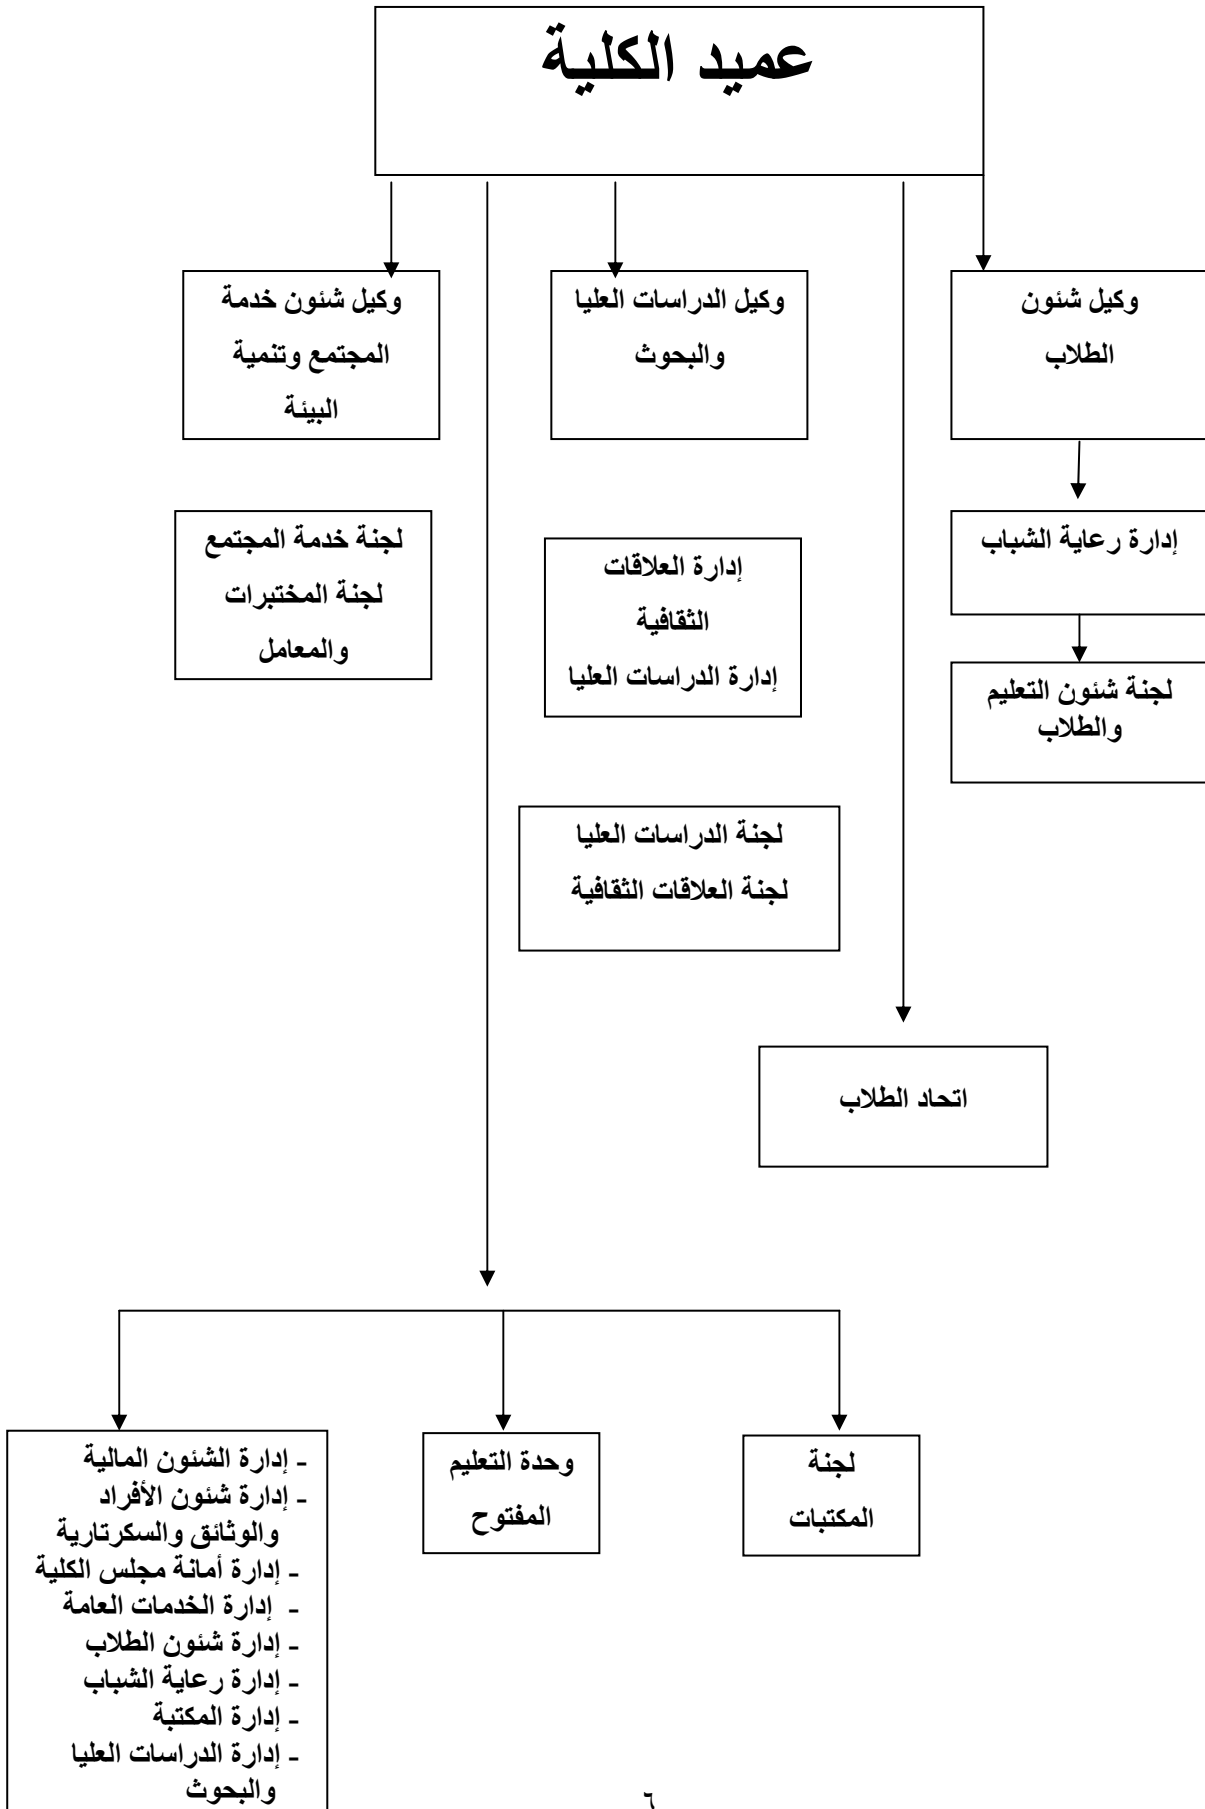 عميد الكلية
وكيل شئون
الطلاب
وكيل الدراسات العليا
والبحوث
وكيل شئون خدمة
المجتمع وتنمية
البيئة
إدارة رعاية الشباب
لجنة شئون التعليم
والطلاب
إدارة العلاقات
الثقافية
إدارة الدراسات العليا
لجنة خدمة المجتمع
لجنة المختبرات
والمعامل
لجنة الدراسات العليا
لجنة العلاقات الثقافية
اتحاد الطلاب
لجنة
المكتبات
وحدة التعليم
المفتوح
- إدارة الشئون المالية
- إدارة شئون الأفراد
والوثائق والسكرتارية
- إدارة أمانة مجلس الكلية
- إدارة الخدمات العامة
- إدارة شئون الطلاب
- إدارة رعاية الشباب
- إدارة المكتبة
- إدارة الدراسات العليا
والبحوث
٦